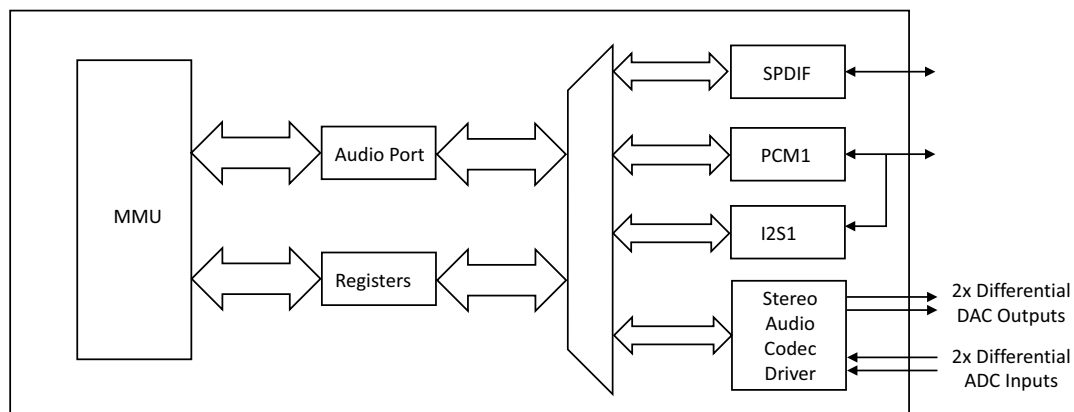 MMU
Audio Port
Registers
SPDIF
PCM1
I2S1
Stereo
Audio
Codec
Driver
2x Differential
DAC Outputs
2x Differential
ADC Inputs